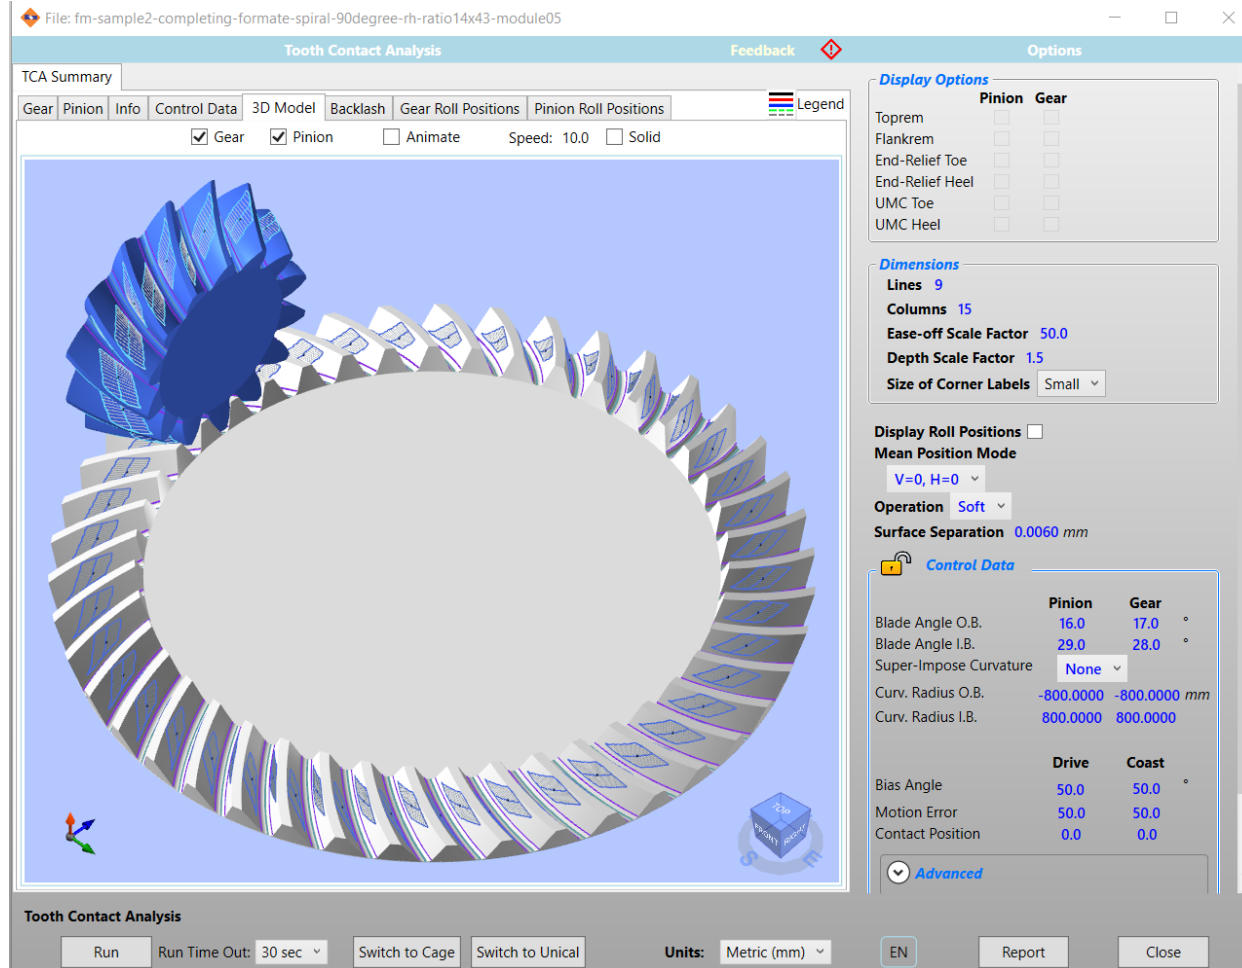 File: fm-sample2-completing-formate-spiral-90degree-rh-ratio14x43-module05
Tooth Contact Analysis
Feedback
Options
TCA Summary
Gear Pinion Info Control Data 3D Model Backlash Gear Roll Positions Pinion Roll Positions Legend
Gear Pinion Animate Speed: 10.0 Solid
TOP
FRONT RIGHT
S E
Display Options
Pinion Gear
Toprem
Flankrem
End-Relief Toe
End-Relief Heel
UMC Toe
UMC Heel
Dimensions
Lines 9
Columns 15
Ease-off Scale Factor 50.0
Depth Scale Factor 1.5
Size of Corner Labels Small
Display Roll Positions
Mean Position Mode
V=0, H=0
Operation Soft
Surface Separation 0.0060 mm
Control Data
Pinion Gear
Blade Angle O.B. 16.0 17.0 °
Blade Angle I.B. 29.0 28.0 °
Super-Impose Curvature None
Curv. Radius O.B. -800.0000 -800.0000 mm
Curv. Radius I.B. 800.0000 800.0000
Drive Coast
Bias Angle 50.0 50.0 °
Motion Error 50.0 50.0
Contact Position 0.0 0.0
Advanced
Tooth Contact Analysis
Run Run Time Out: 30 sec Switch to Cage Switch to Unical Units: Metric (mm) EN Report Close